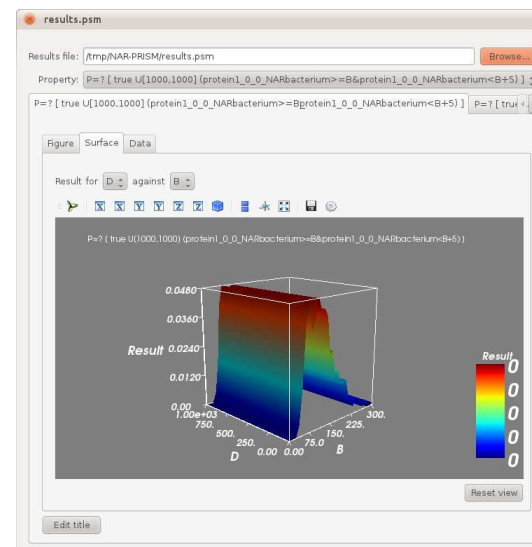 results.psm
Results file: /tmp/NAR-PRISM/results.psm Browse...
Property: P=? [ true U[1000,1000] (protein1_0_0_NARbacterium>=B&protein1_0_0_NARbacterium<B+5) ]
P=? [ true U[1000,1000] (protein1_0_0_NARbacterium>=Bprotein1_0_0_NARbacterium<B+5) ] P=? [ true
Figure Surface Data
Result for D against B
X X Y Y Z Z
P=? ( true U(1000,1000) (protein1_0_0_NARbacterium>=B&protein1_0_0_NARbacterium<B+5) )
0.0480
0.0360
Result 0.0240
0.0120
0.00
1.00e+03
750.
500.
250.
0.00
D
0.00
75.0
150.
225.
300.
B
Result
0
0
0
0
0
Reset view
Edit title